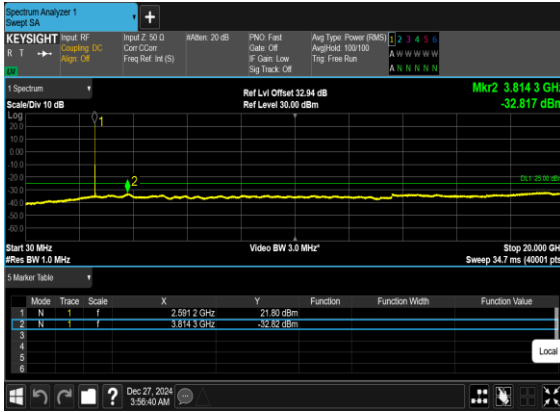 Spectrum Analyzer 1
Swept SA
+
KEYSIGHT Input: RF Input Z: 50 Ω #Atten: 20 dB PNO: Fast Avg Type: Power (RMS) 1 2 3 4 5 6
R T Coupling: DC Corr CCorr Gate: Off Avg|Hold: 100/100 A W W W W W
Align: Off Freq Ref: Int (S) IF Gain: Low Trig: Free Run
Sig Track: Off A N N N N N
1 Spectrum Ref Lvl Offset 32.94 dB Mkr2 3.814 3 GHz
Scale/Div 10 dB Ref Level 30.00 dBm -32.817 dBm
Log
1
20.0
10.0
0.00
-10.0
2
-20.0
-30.0
-40.0
-50.0
-60.0
Start 30 MHz Video BW 3.0 MHz* Stop 20.000 GHz
#Res BW 1.0 MHz Sweep 34.7 ms (40001 pts)
5 Marker Table
Mode Trace Scale X Y Function Function Width Function Value
1 N 1 f 2.591 2 GHz 21.80 dBm
2 N 1 f 3.814 3 GHz -32.82 dBm
3
4
5
6
Local
? Dec 27, 2024
3:56:40 AM